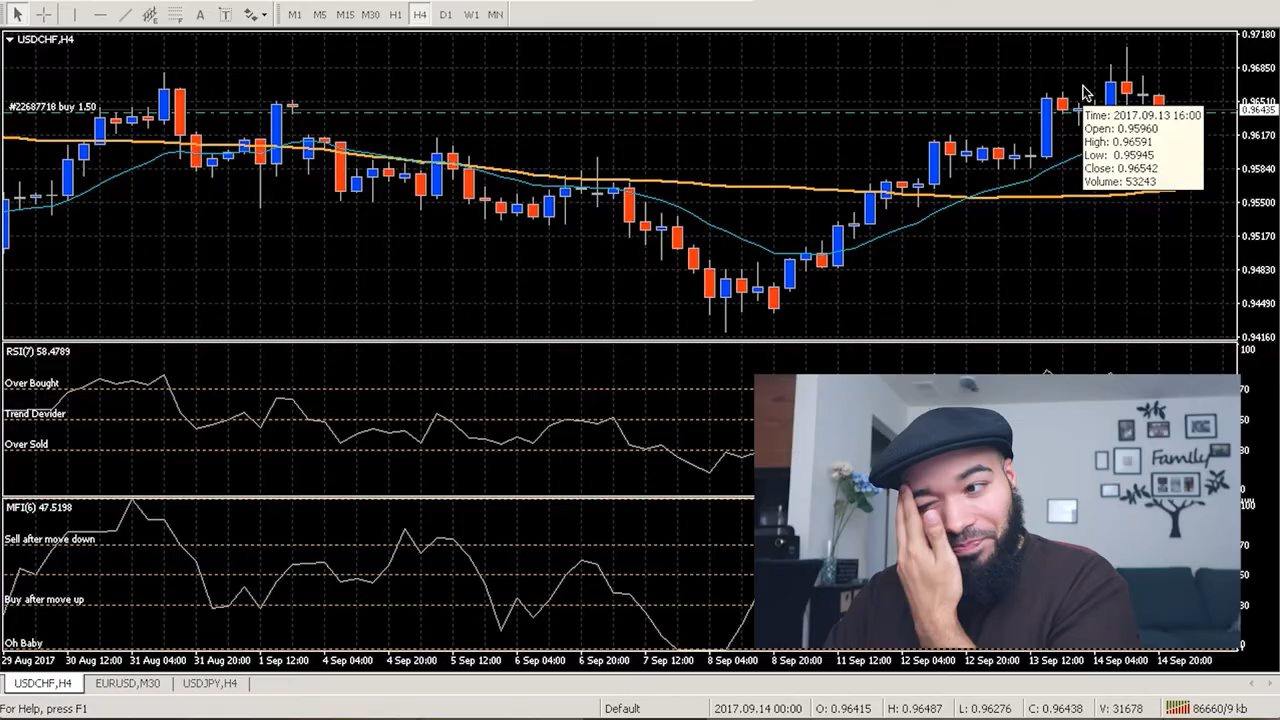 A T M1 M5 M15 M30 H1 H4 D1 W1 MN
USDCHF,H4
0.97180
0.96850
#22687718 buy 1.50
0.96510
0.96435
Time: 2017.09.13 16:00
Open: 0.95960
High: 0.96591
Low: 0.95945
Close: 0.96542
Volume: 53243
0.96170
0.95840
0.95500
0.95170
0.94830
0.94490
0.94160
RSI(7) 58.4789
100
Over Bought
70
Trend Devider
50
Over Sold
30
0
MFI(6) 47.5198
100
Sell after move down
70
50
Buy after move up
30
Oh Baby
0
Family
29 Aug 2017 30 Aug 12:00 31 Aug 04:00 31 Aug 20:00 1 Sep 12:00 4 Sep 04:00 4 Sep 20:00 5 Sep 12:00 6 Sep 04:00 6 Sep 20:00 7 Sep 12:00 8 Sep 04:00 8 Sep 20:00 11 Sep 12:00 12 Sep 04:00 12 Sep 20:00 13 Sep 12:00 14 Sep 04:00 14 Sep 20:00
USDCHF,H4 EURUSD,M30 USDJPY,H4
For Help, press F1 Default 2017.09.14 00:00 O: 0.96415 H: 0.96487 L: 0.96276 C: 0.96438 V: 31678 86660/9 kb